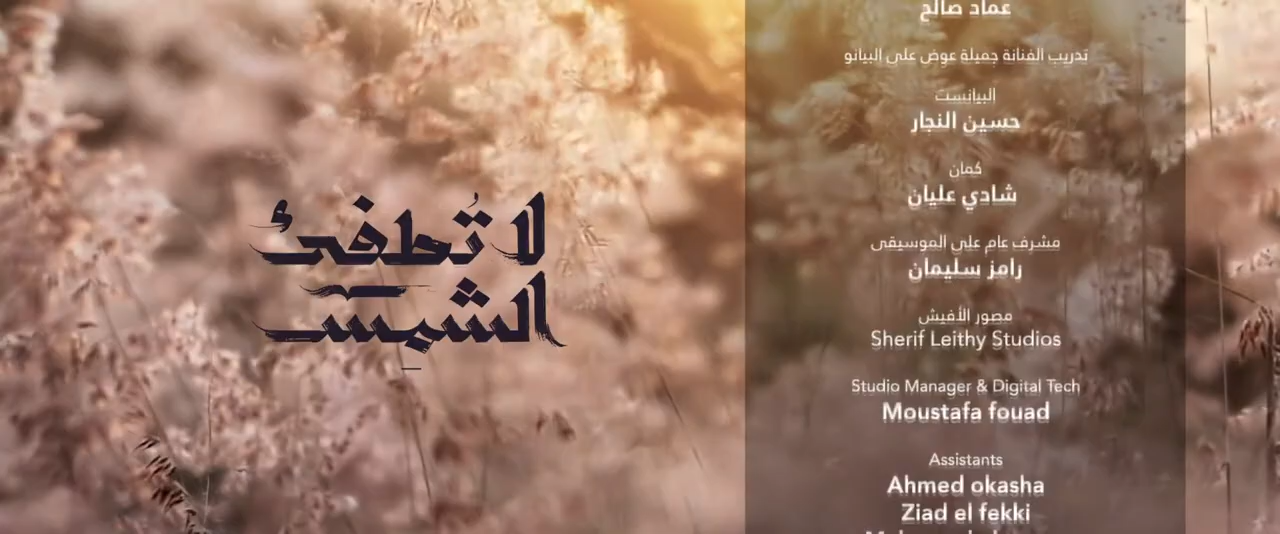 لا تُطفئ
الشمس
عماد صالح
تدريب الفنانة جميلة عوض على البيانو
البيانست
حسين النجار
كمان
شادي عليان
مشرف عام على الموسيقى
رامز سليمان
مصور الأفيش
Sherif Leithy Studios
Studio Manager & Digital Tech
Moustafa fouad
Assistants
Ahmed okasha
Ziad el fekki